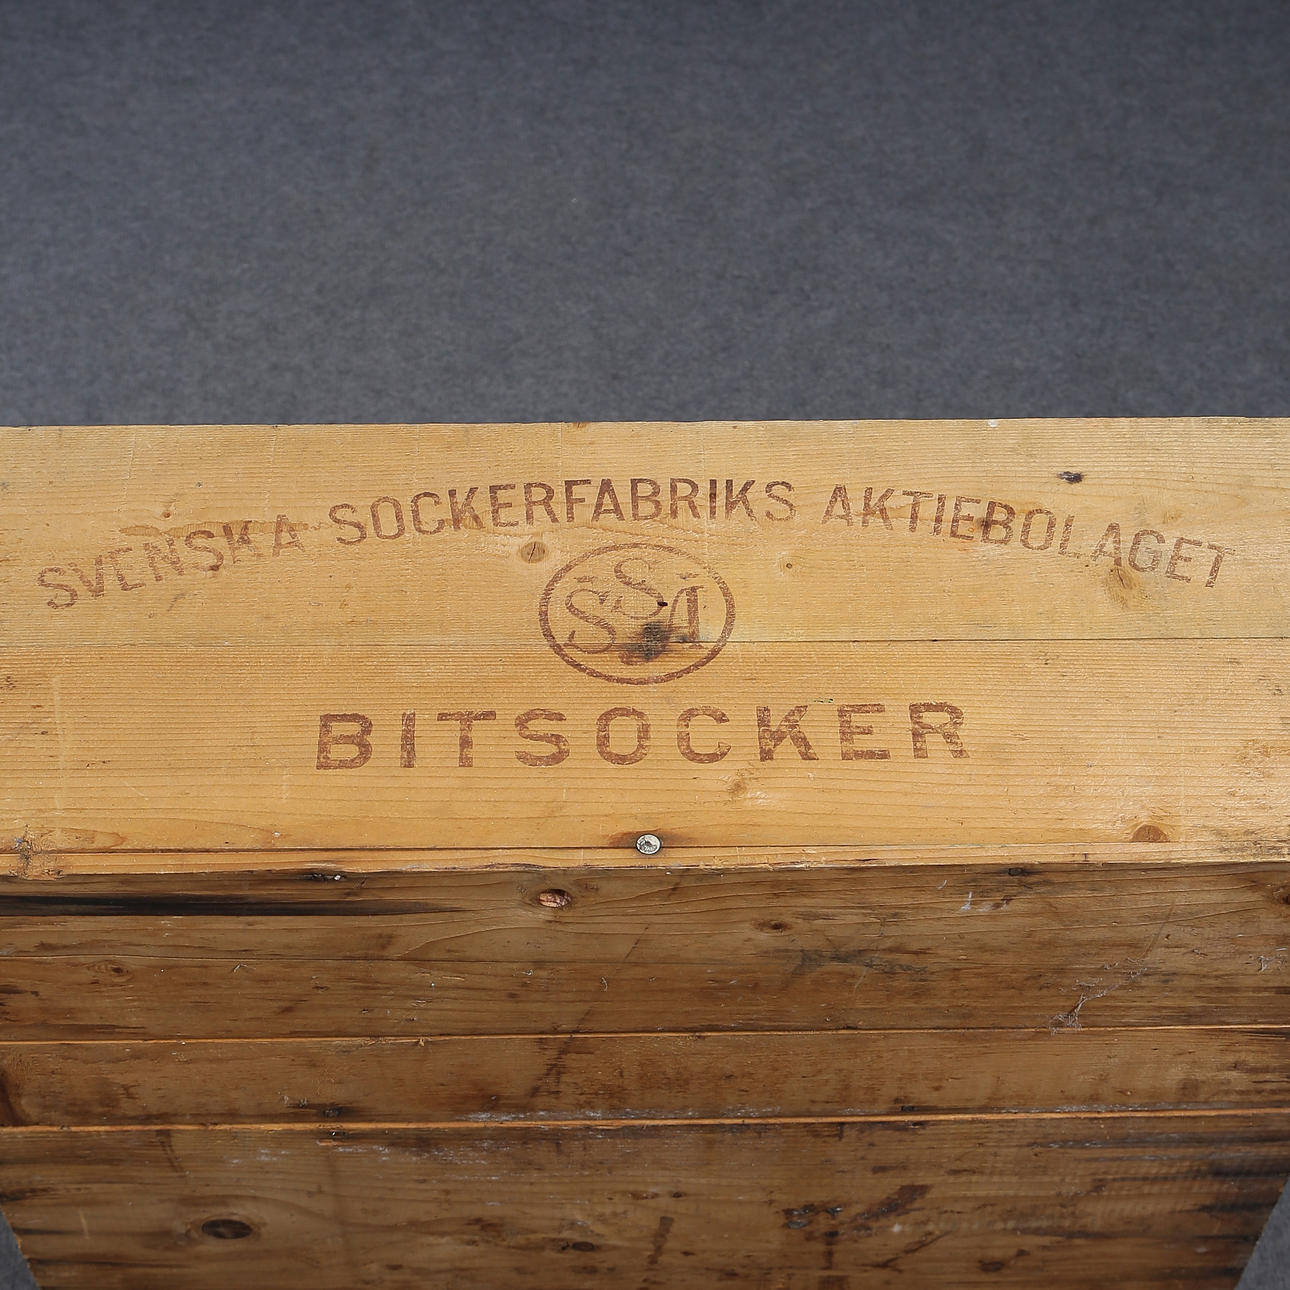 SVENSKA SOCKERFABRIKS AKTIEBOLAGET
SSA
BITSOCKER